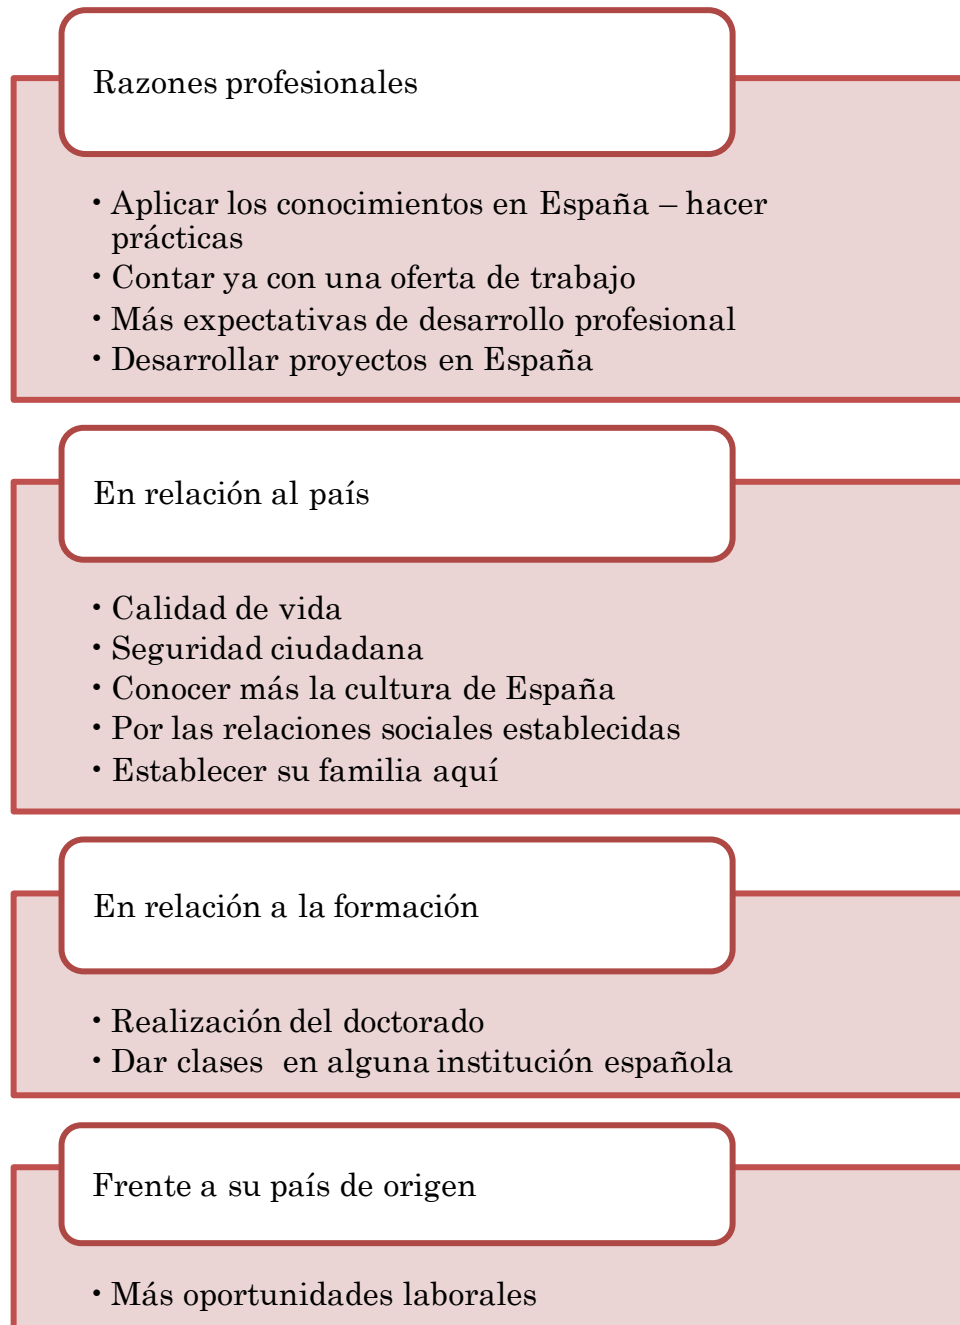 Razones profesionales
• Aplicar los conocimientos en España – hacer
prácticas
• Contar ya con una oferta de trabajo
• Más expectativas de desarrollo profesional
• Desarrollar proyectos en España
En relación al país
• Calidad de vida
• Seguridad ciudadana
• Conocer más la cultura de España
• Por las relaciones sociales establecidas
• Establecer su familia aquí
En relación a la formación
• Realización del doctorado
• Dar clases en alguna institución española
Frente a su país de origen
• Más oportunidades laborales